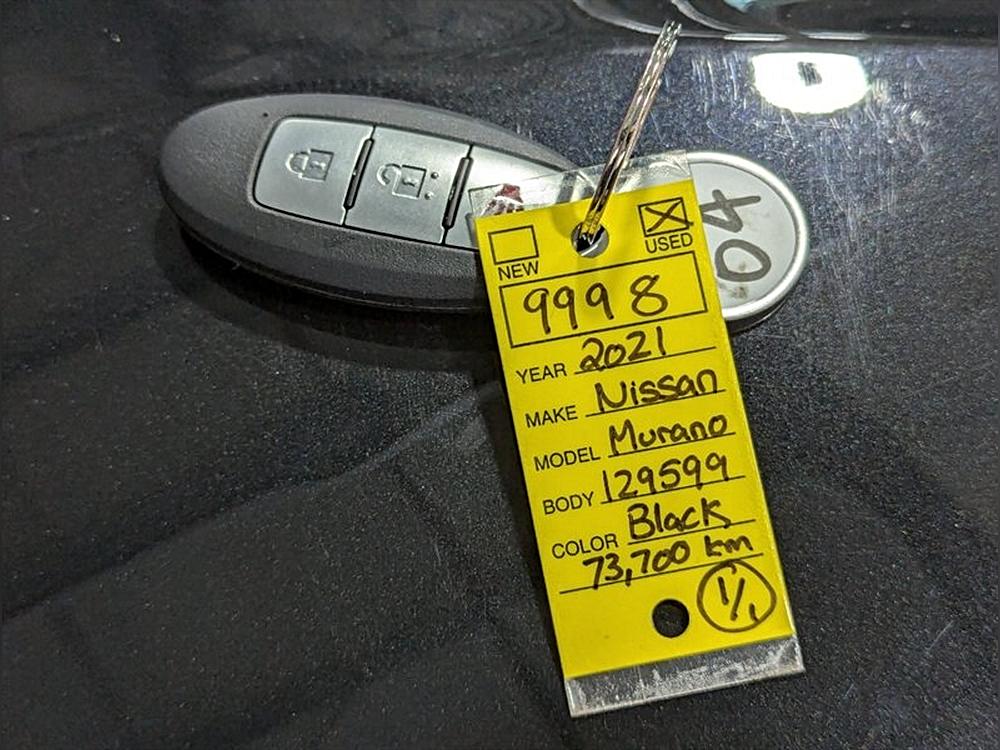 NEW
USED
9998
YEAR 2021
MAKE Nissan
MODEL Murano
BODY 129599
COLOR Black
73,700 km
1/1
04